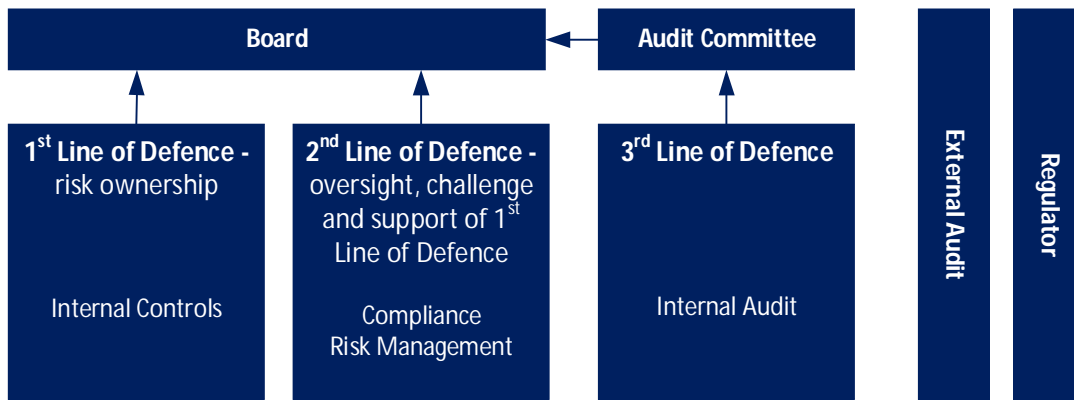 Board
Audit Committee
1st Line of Defence -
risk ownership
Internal Controls
2nd Line of Defence -
oversight, challenge
and support of 1st
Line of Defence
Compliance
Risk Management
3rd Line of Defence
Internal Audit
External Audit
Regulator